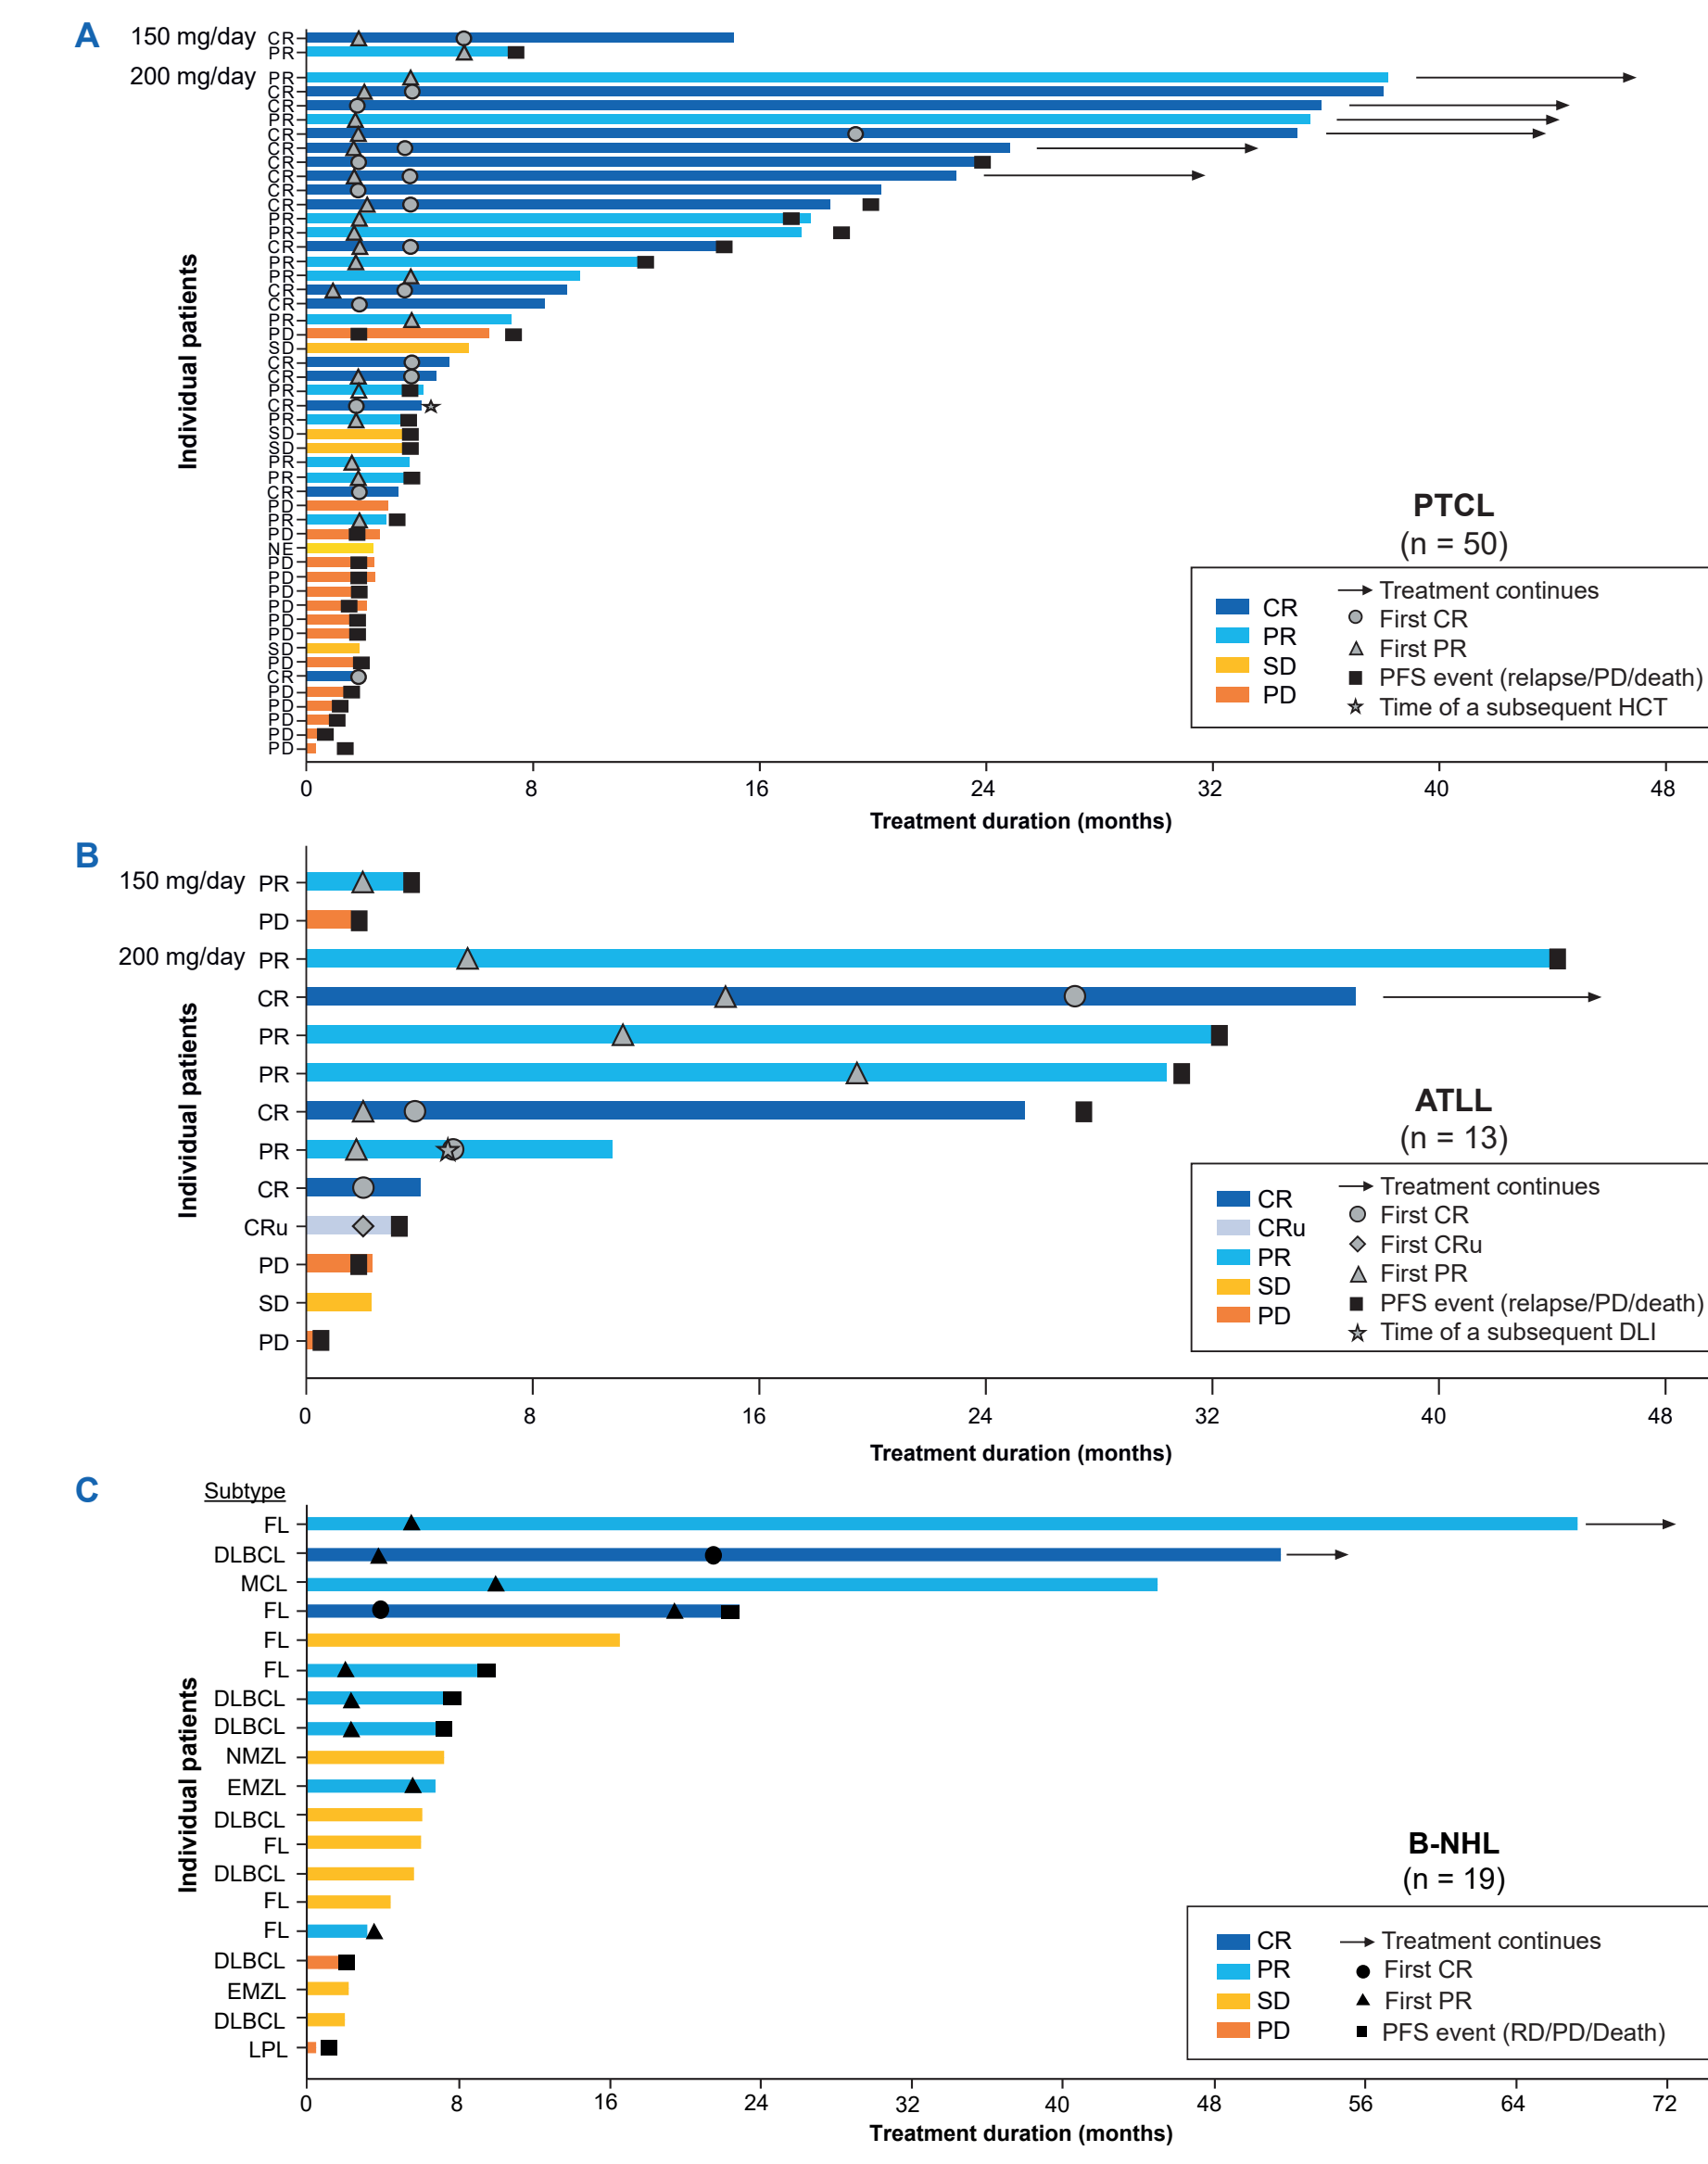 A
150 mg/day CR
PR
200 mg/day PR
CR
CR
PR
CR
CR
CR
CR
CR
CR
PR
PR
CR
PR
PR
CR
CR
PR
PD
SD
CR
CR
PR
CR
PR
SD
SD
PR
PR
CR
PD
PR
PD
NE
PD
PD
PD
PD
PD
PD
SD
PD
CR
PD
PD
PD
PD
PD
Individual patients
PTCL
(n = 50)
CR
PR
SD
PD
Treatment continues
First CR
First PR
PFS event (relapse/PD/death)
Time of a subsequent HCT
0 8 16 24 32 40 48
Treatment duration (months)
B
150 mg/day PR
PD
200 mg/day PR
CR
PR
PR
CR
PR
CR
CRu
PD
SD
PD
Individual patients
ATLL
(n = 13)
CR
CRu
PR
SD
PD
Treatment continues
First CR
First CRu
First PR
PFS event (relapse/PD/death)
Time of a subsequent DLI
0 8 16 24 32 40 48
Treatment duration (months)
C
Subtype
FL
DLBCL
MCL
FL
FL
FL
DLBCL
DLBCL
NMZL
EMZL
DLBCL
FL
DLBCL
FL
FL
DLBCL
EMZL
DLBCL
LPL
Individual patients
B-NHL
(n = 19)
CR
PR
SD
PD
Treatment continues
First CR
First PR
PFS event (RD/PD/Death)
0 8 16 24 32 40 48 56 64 72
Treatment duration (months)